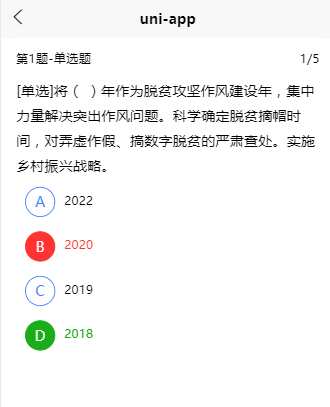 uni-app
第1题-单选题 1/5
[单选]将（ ）年作为脱贫攻坚作风建设年，集中
力量解决突出作风问题。科学确定脱贫摘帽时
间，对弄虚作假、搞数字脱贫的严肃查处。实施
乡村振兴战略。
A 2022
B 2020
C 2019
D 2018